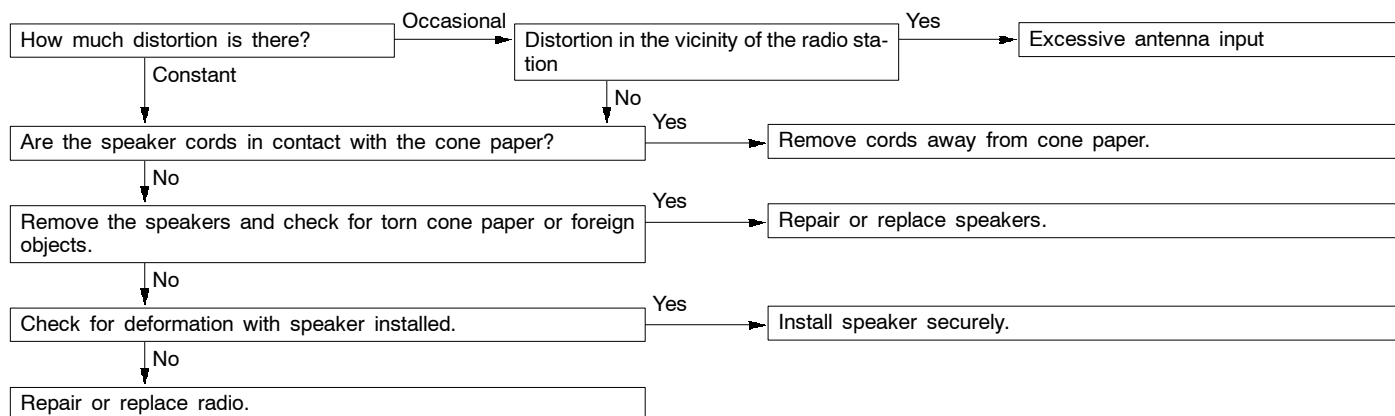 How much distortion is there?
Occasional
Distortion in the vicinity of the radio sta-
tion
Yes
Excessive antenna input
Constant
No
Are the speaker cords in contact with the cone paper?
Yes
Remove cords away from cone paper.
No
Remove the speakers and check for torn cone paper or foreign
objects.
Yes
Repair or replace speakers.
No
Check for deformation with speaker installed.
Yes
Install speaker securely.
No
Repair or replace radio.